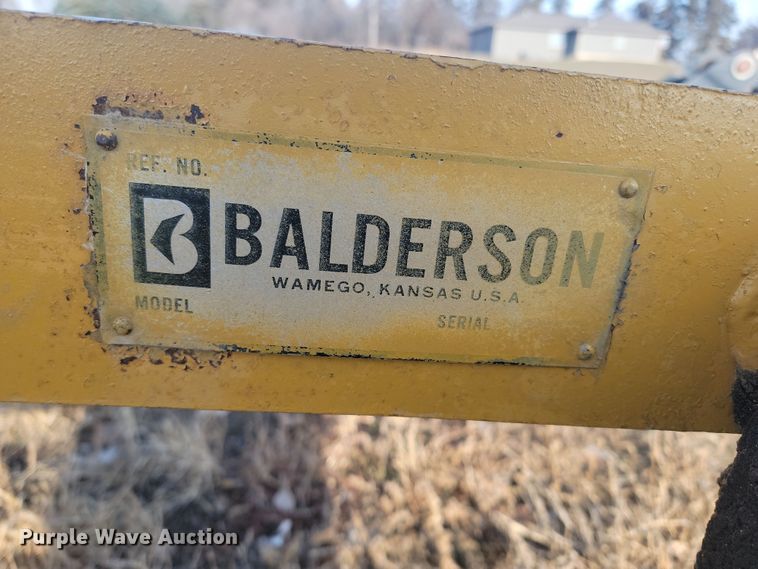 REF. NO.
B BALDERSON
WAMEGO, KANSAS U.S.A
MODEL
SERIAL
Purple Wave Auction®